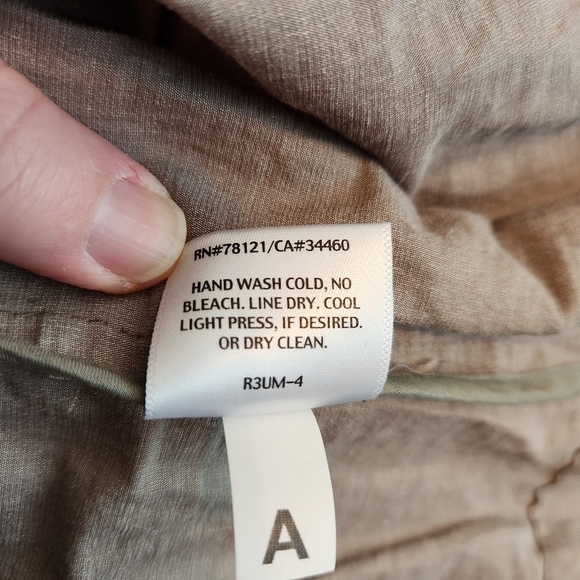 RN#78121/CA#34460
HAND WASH COLD, NO
BLEACH. LINE DRY. COOL
LIGHT PRESS, IF DESIRED.
OR DRY CLEAN.
R3UM-4
A